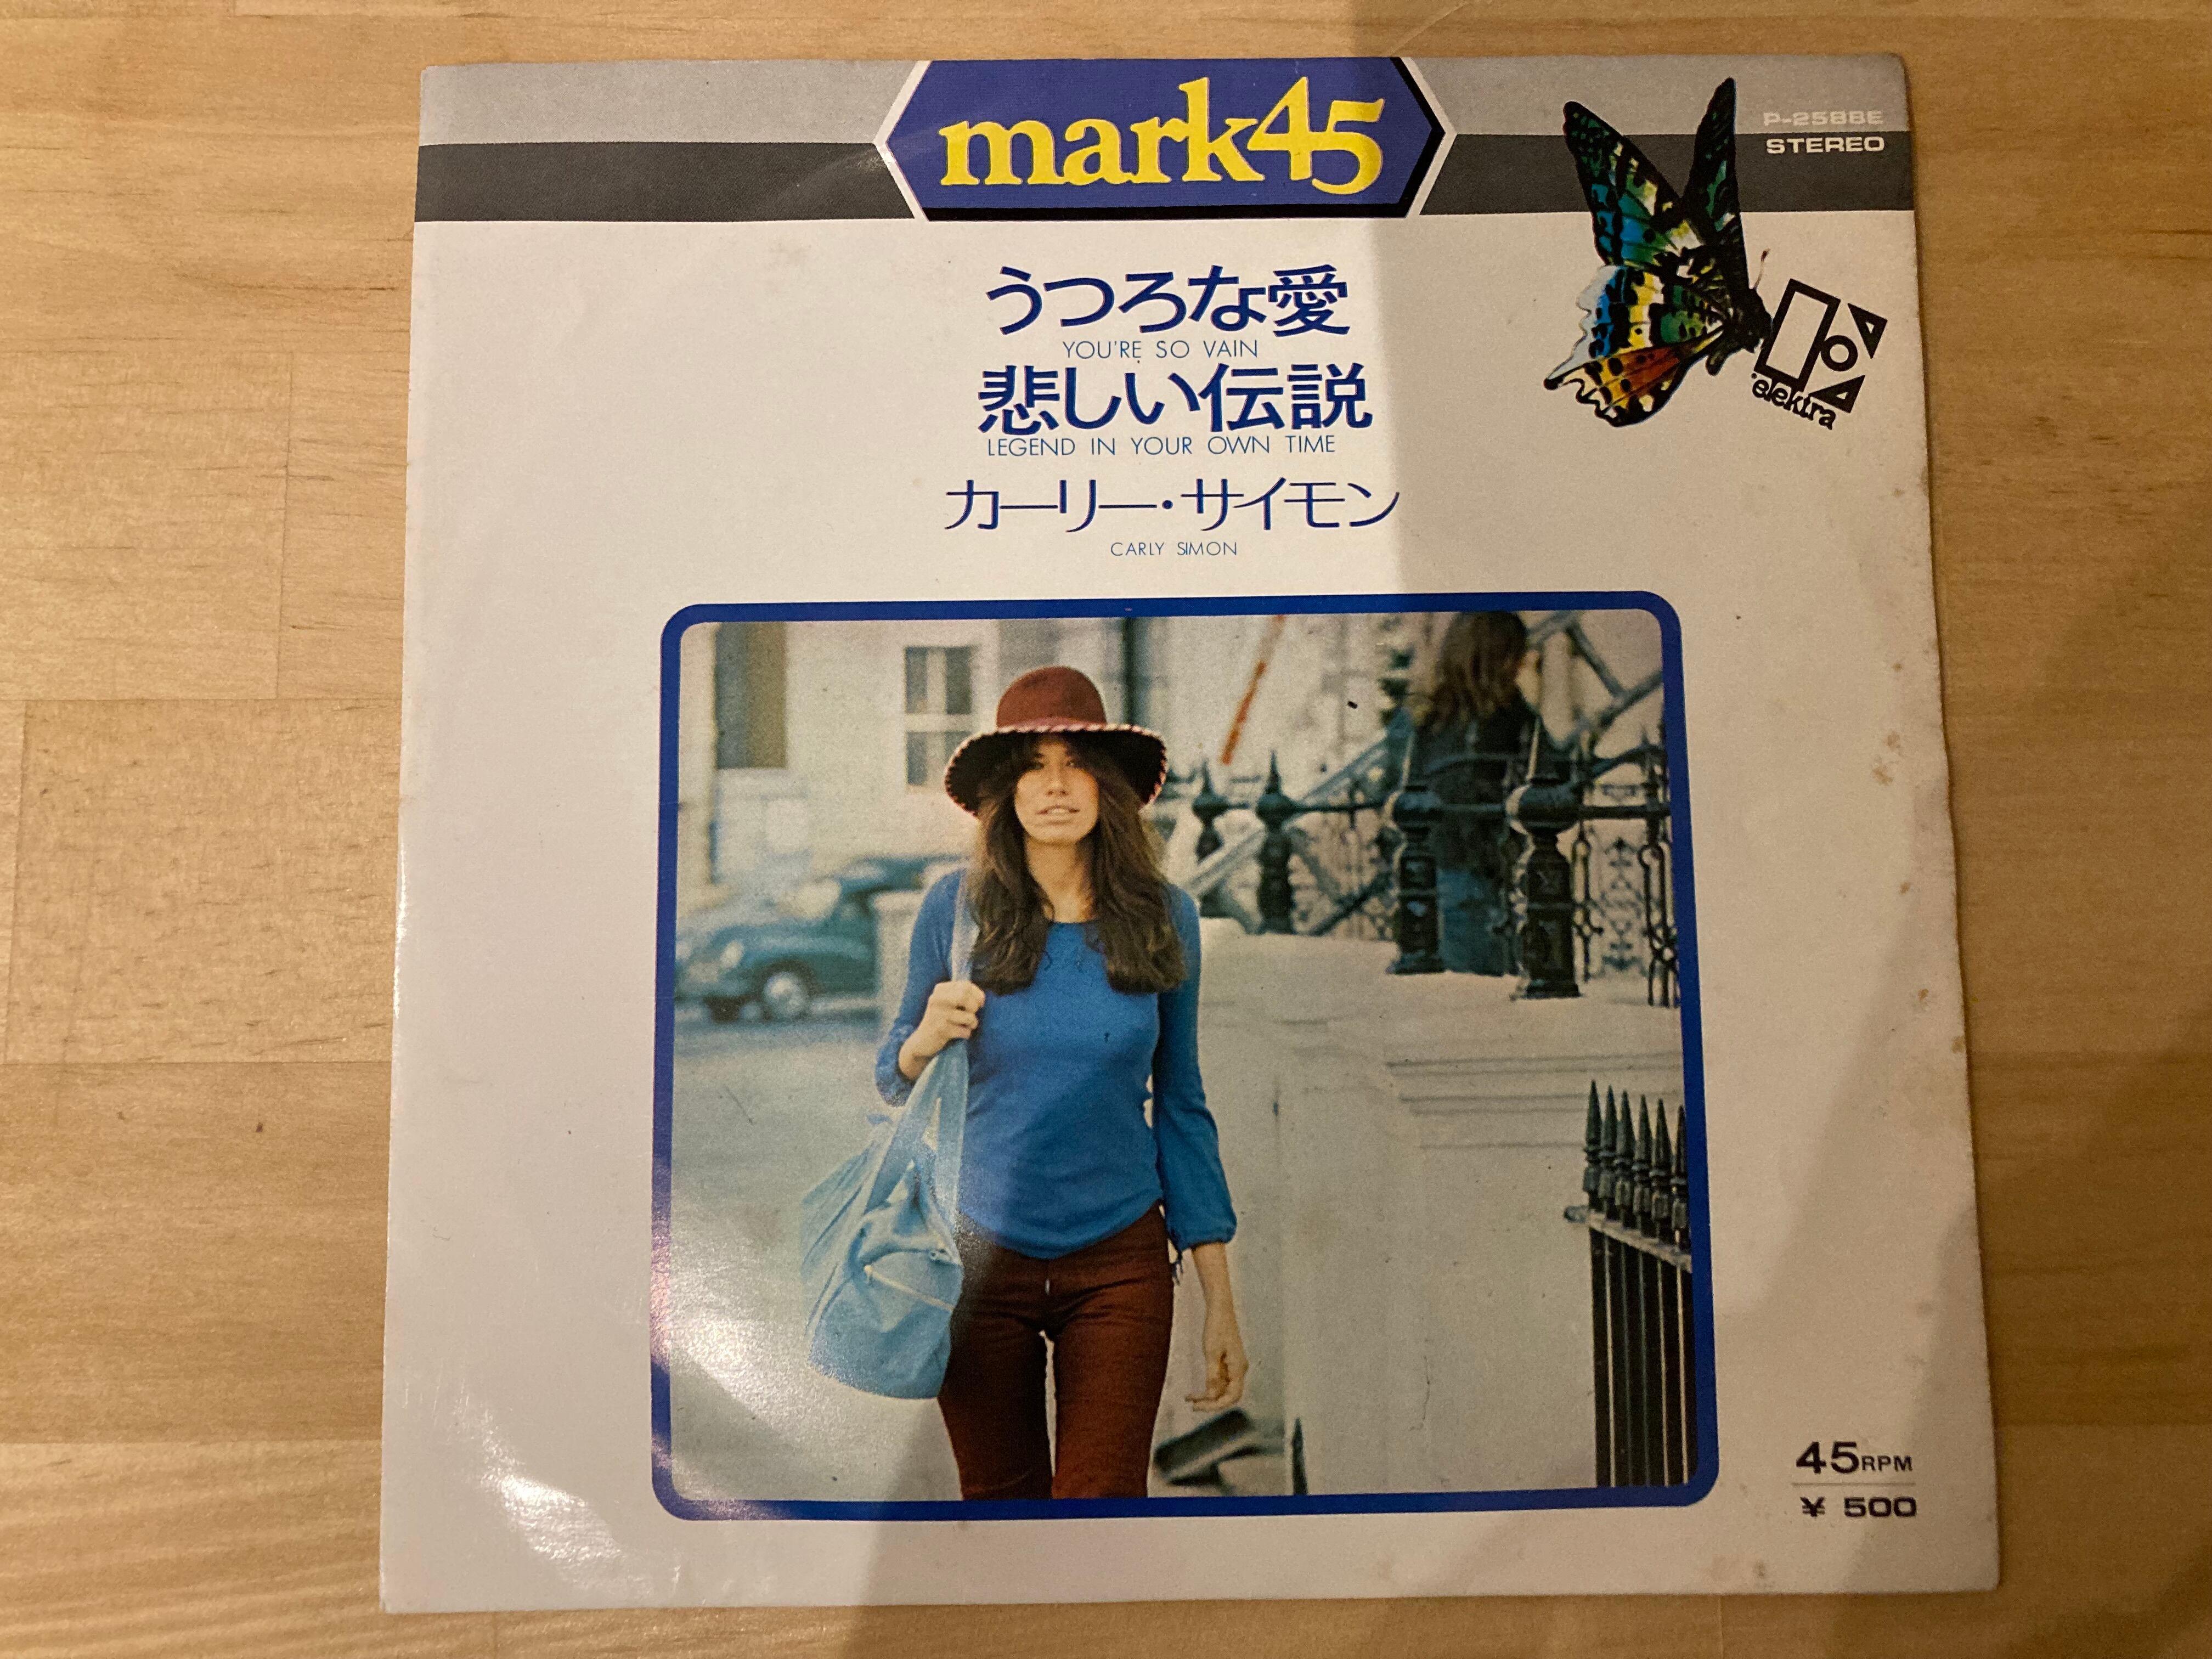 mark45
P-2588E
STEREO
うつろな愛
YOU'RE SO VAIN
悲しい伝説
LEGEND IN YOUR OWN TIME
elektra
カーリー・サイモン
CARLY SIMON
45RPM
¥ 500